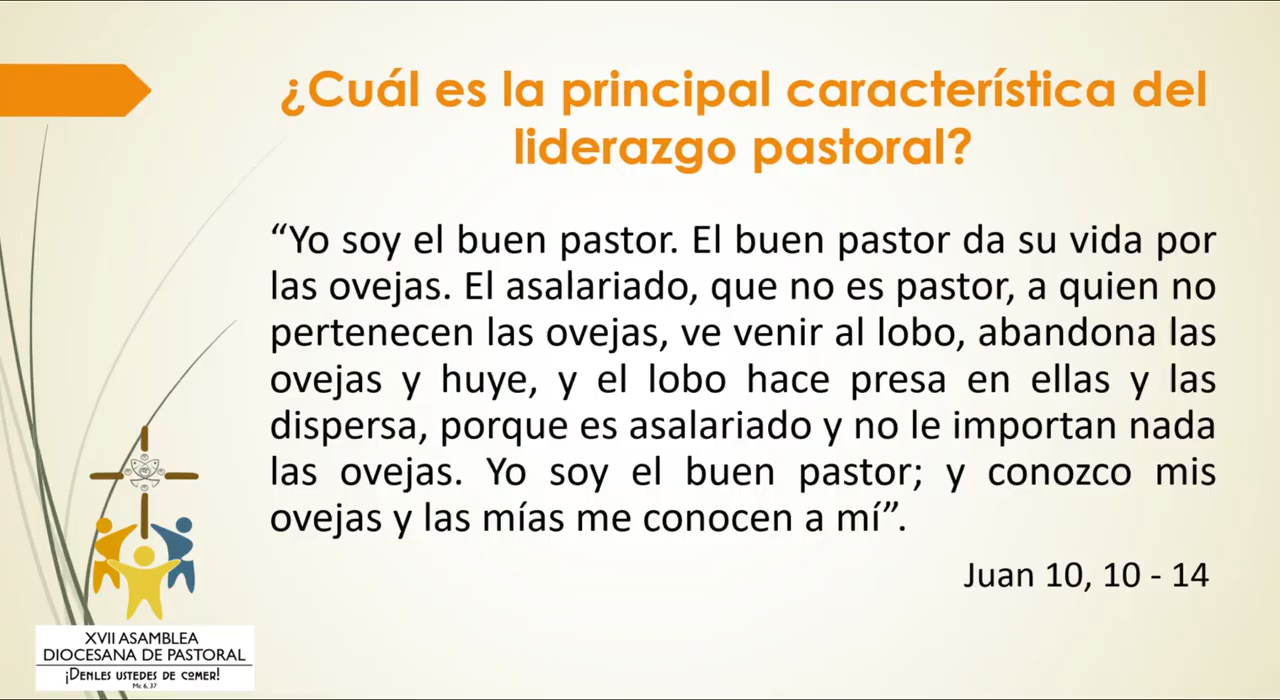 ¿Cuál es la principal característica del
liderazgo pastoral?
“Yo soy el buen pastor. El buen pastor da su vida por
las ovejas. El asalariado, que no es pastor, a quien no
pertenecen las ovejas, ve venir al lobo, abandona las
ovejas y huye, y el lobo hace presa en ellas y las
dispersa, porque es asalariado y no le importan nada
las ovejas. Yo soy el buen pastor; y conozco mis
ovejas y las mías me conocen a mí”.
Juan 10, 10 - 14
XVII ASAMBLEA
DIOCESANA DE PASTORAL
¡DENLES USTEDES DE COMER!
Mc 6, 37